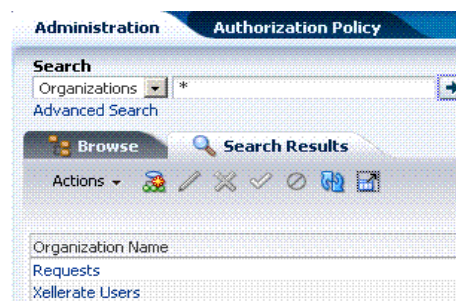 Administration Authorization Policy
Search
Organizations *
Advanced Search
Browse Search Results
Actions
Organization Name
Requests
Xellerate Users